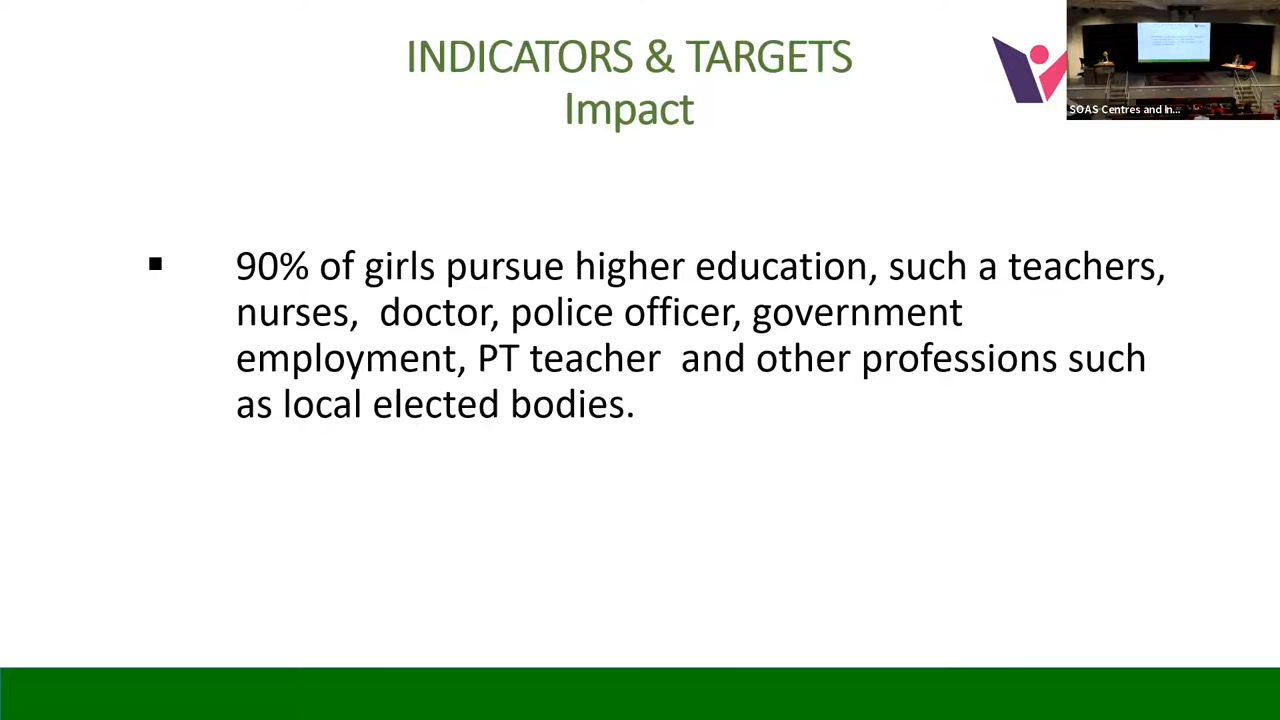 INDICATORS & TARGETS
Impact
SOAS Centres and In...
▪ 90% of girls pursue higher education, such a teachers,
nurses,  doctor, police officer, government
employment, PT teacher  and other professions such
as local elected bodies.